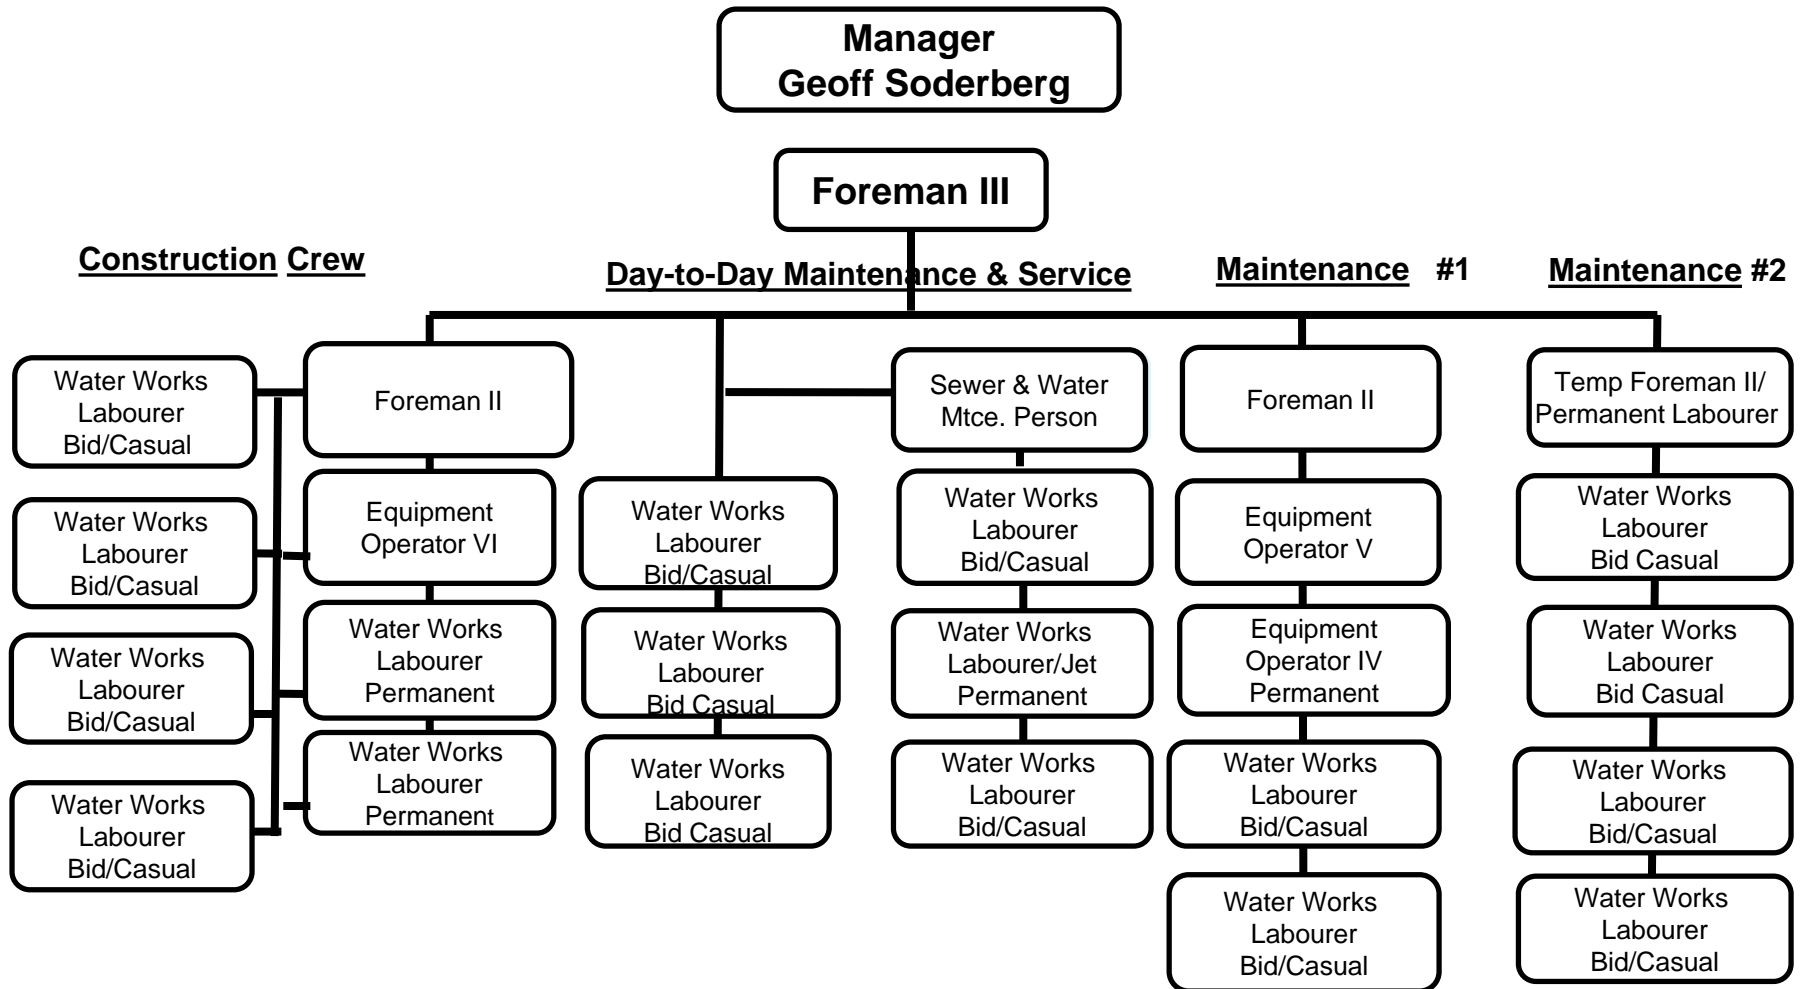 Manager
Geoff Soderberg
Foreman III
Construction Crew
Day-to-Day Maintenance & Service
Maintenance #1
Maintenance #2
Water Works
Labourer
Bid/Casual
Water Works
Labourer
Bid/Casual
Water Works
Labourer
Bid/Casual
Water Works
Labourer
Bid/Casual
Foreman II
Equipment
Operator VI
Water Works
Labourer
Permanent
Water Works
Labourer
Permanent
Water Works
Labourer
Bid/Casual
Water Works
Labourer
Bid Casual
Water Works
Labourer
Bid Casual
Sewer & Water
Mtce. Person
Water Works
Labourer
Bid/Casual
Water Works
Labourer/Jet
Permanent
Water Works
Labourer
Bid/Casual
Foreman II
Equipment
Operator V
Equipment
Operator IV
Permanent
Water Works
Labourer
Bid/Casual
Water Works
Labourer
Bid/Casual
Temp Foreman II/
Permanent Labourer
Water Works
Labourer
Bid Casual
Water Works
Labourer
Bid Casual
Water Works
Labourer
Bid/Casual
Water Works
Labourer
Bid/Casual